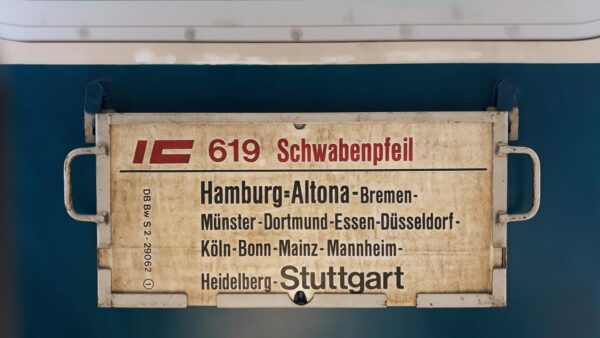 IC 619 Schwabenpfeil
Hamburg=Altona-Bremen-
Münster-Dortmund-Essen-Düsseldorf-
Köln-Bonn-Mainz-Mannheim-
Heidelberg-Stuttgart
DB Bw S 2 - 29062 ①